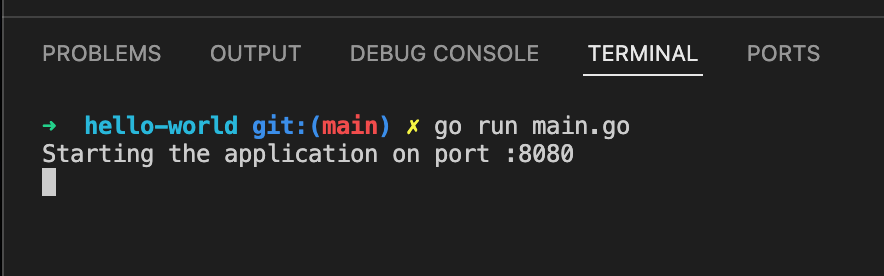 PROBLEMS OUTPUT DEBUG CONSOLE TERMINAL PORTS
➜ hello-world git:(main) ✗ go run main.go
Starting the application on port :8080